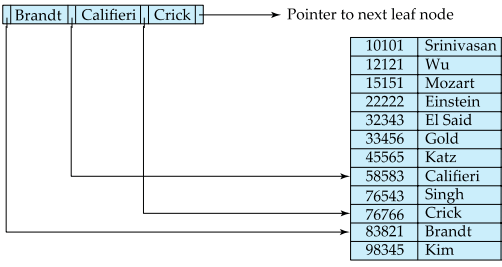 Brandt Califieri Crick Pointer to next leaf node
10101 Srinivasan
12121 Wu
15151 Mozart
22222 Einstein
32343 El Said
33456 Gold
45565 Katz
58583 Califieri
76543 Singh
76766 Crick
83821 Brandt
98345 Kim